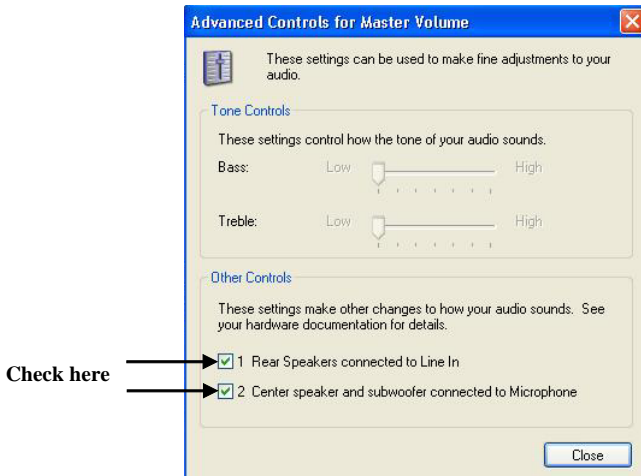 Advanced Controls for Master Volume
These settings can be used to make fine adjustments to your
audio.
Tone Controls
These settings control how the tone of your audio sounds.
Bass: Low High
Treble: Low High
Other Controls
These settings make other changes to how your audio sounds. See
your hardware documentation for details.
1 Rear Speakers connected to Line In
Check here
2 Center speaker and subwoofer connected to Microphone
Close